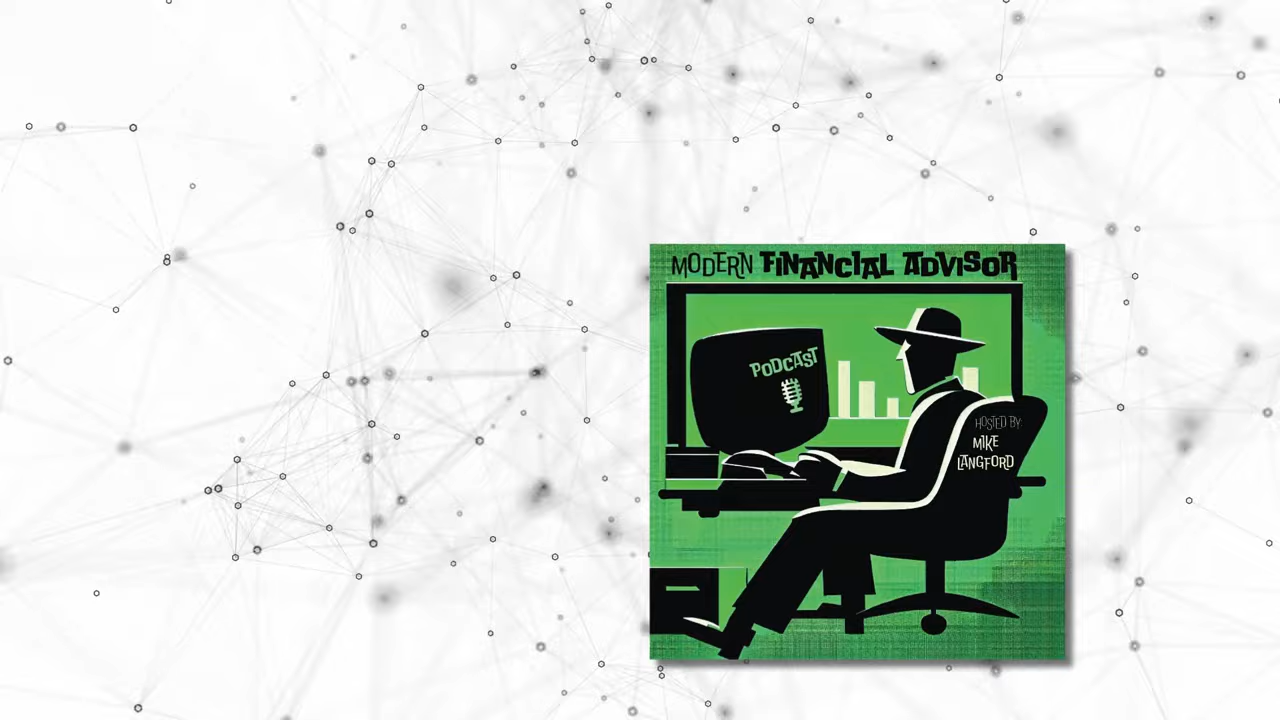 MODERN FINANCIAL ADVISOR
PODCAST
HOSTED BY:
MIKE
LANGFORD